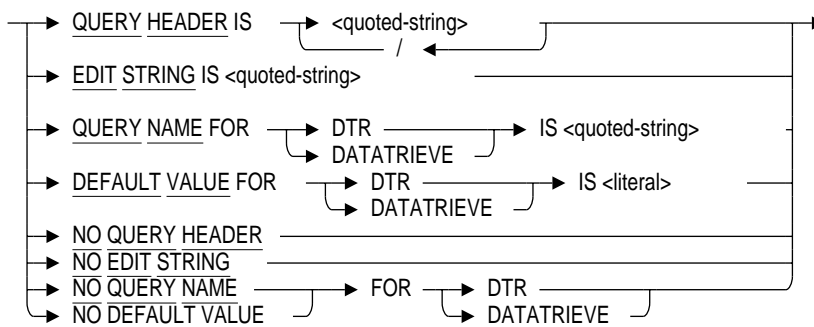 QUERY HEADER IS <quoted-string>
/
EDIT STRING IS <quoted-string>
QUERY NAME FOR DTR IS <quoted-string>
DATATRIEVE
DEFAULT VALUE FOR DTR IS <literal>
DATATRIEVE
NO QUERY HEADER
NO EDIT STRING
NO QUERY NAME FOR DTR
NO DEFAULT VALUE DATATRIEVE